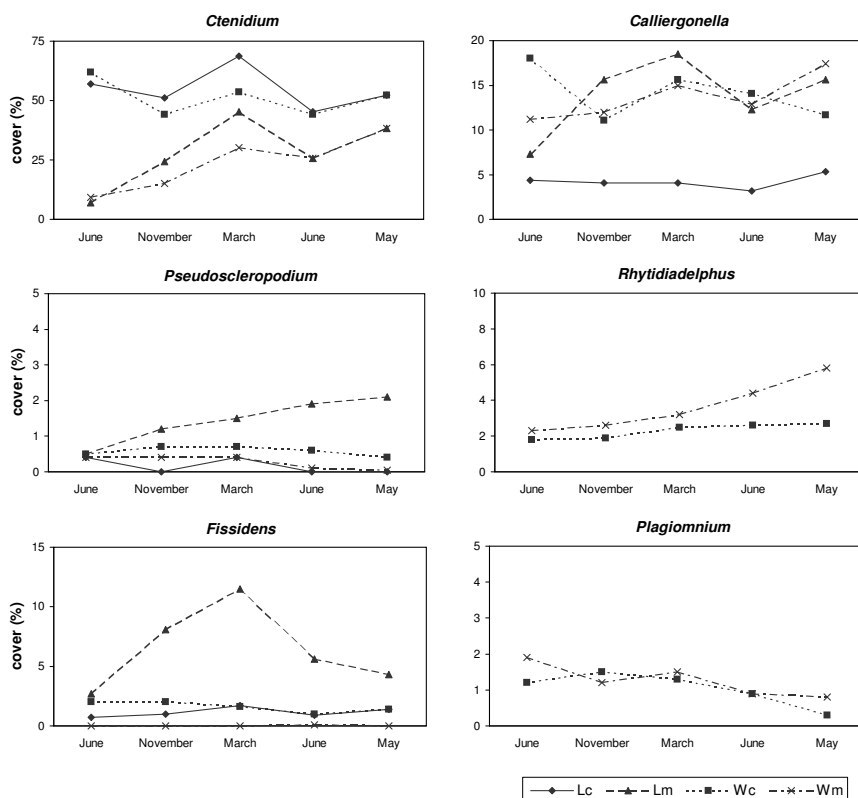 Ctenidium
Calliergonella
75
50
25
0
cover (%)
June November March June May
20
15
10
5
0
June November March June May
Pseudoscleropodium
Rhytidiadelphus
5
4
3
2
1
0
cover (%)
June November March June May
10
8
6
4
2
0
June November March June May
Fissidens
Plagiomnium
15
10
5
0
cover (%)
June November March June May
5
4
3
2
1
0
June November March June May
Lc Lm Wc Wm